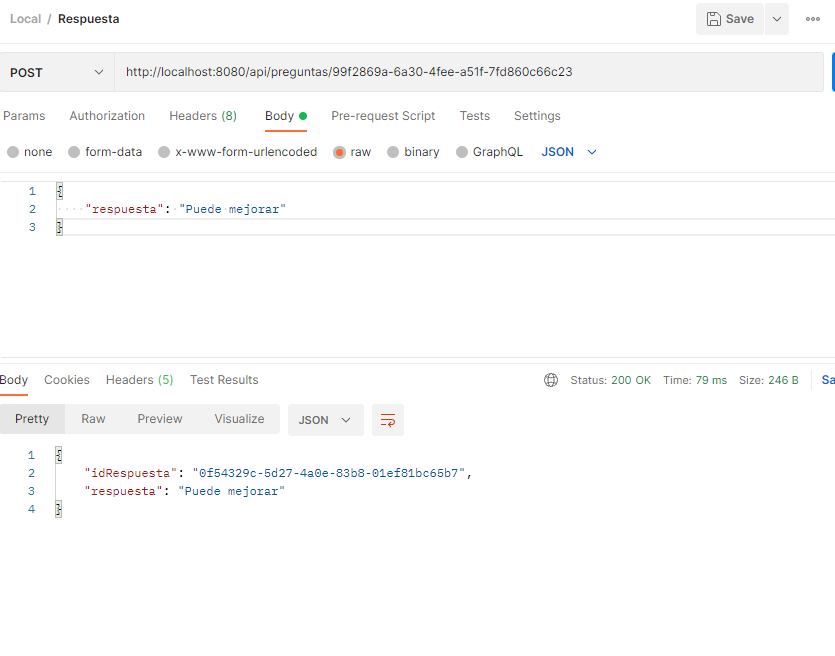 Local / Respuesta
Save
POST
http://localhost:8080/api/preguntas/99f2869a-6a30-4fee-a51f-7fd860c66c23
Params Authorization Headers (8) Body Pre-request Script Tests Settings
none form-data x-www-form-urlencoded raw binary GraphQL JSON
1 {
2 "respuesta": "Puede mejorar"
3 }
Body Cookies Headers (5) Test Results
Status: 200 OK Time: 79 ms Size: 246 B Sa
Pretty Raw Preview Visualize JSON
1 {
2 "idRespuesta": "0f54329c-5d27-4a0e-83b8-01ef81bc65b7",
3 "respuesta": "Puede mejorar"
4 }